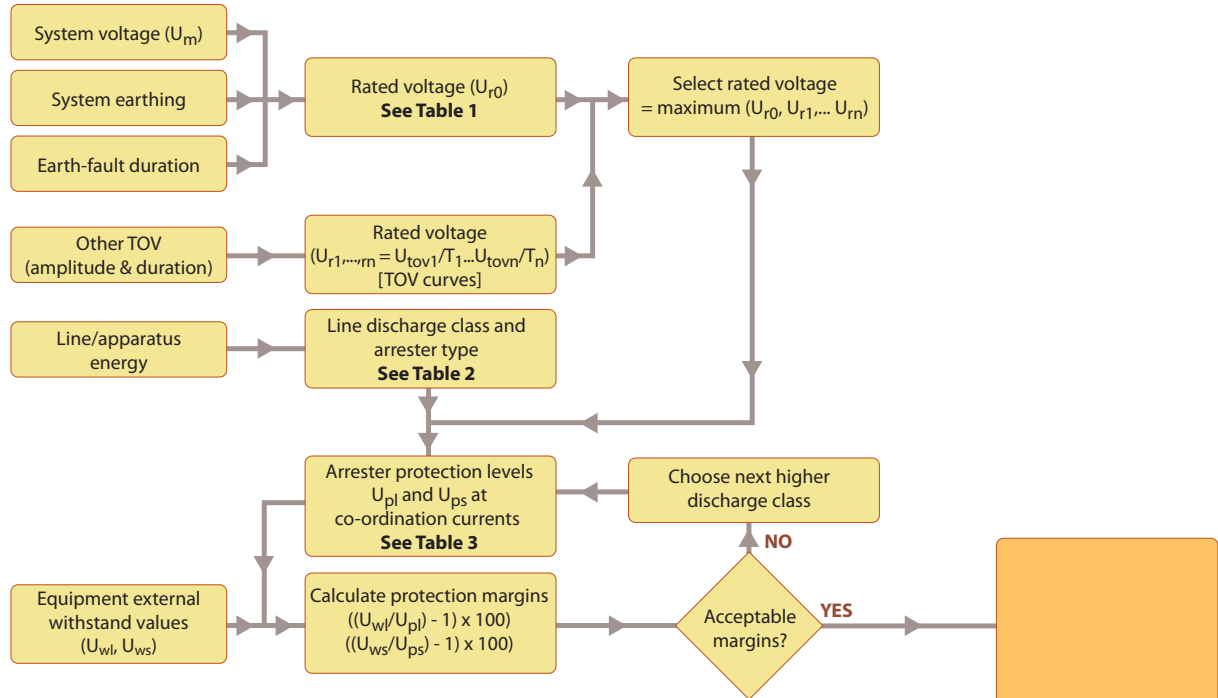 System voltage (Um)
System earthing
Earth-fault duration
Rated voltage (Ur0)
See Table 1
Select rated voltage
= maximum (Ur0, Ur1,... Urn)
Other TOV
(amplitude & duration)
Rated voltage
(Ur1,...,rn = Utov1/T1...Utovn/Tn)
[TOV curves]
Line/apparatus
energy
Line discharge class and
arrester type
See Table 2
Arrester protection levels
Upl and Ups at
co-ordination currents
See Table 3
Choose next higher
discharge class
NO
Equipment external
withstand values
(Uwl, Uws)
Calculate protection margins
((Uwl/Upl) - 1) x 100)
((Uws/Ups) - 1) x 100)
Acceptable
margins?
YES